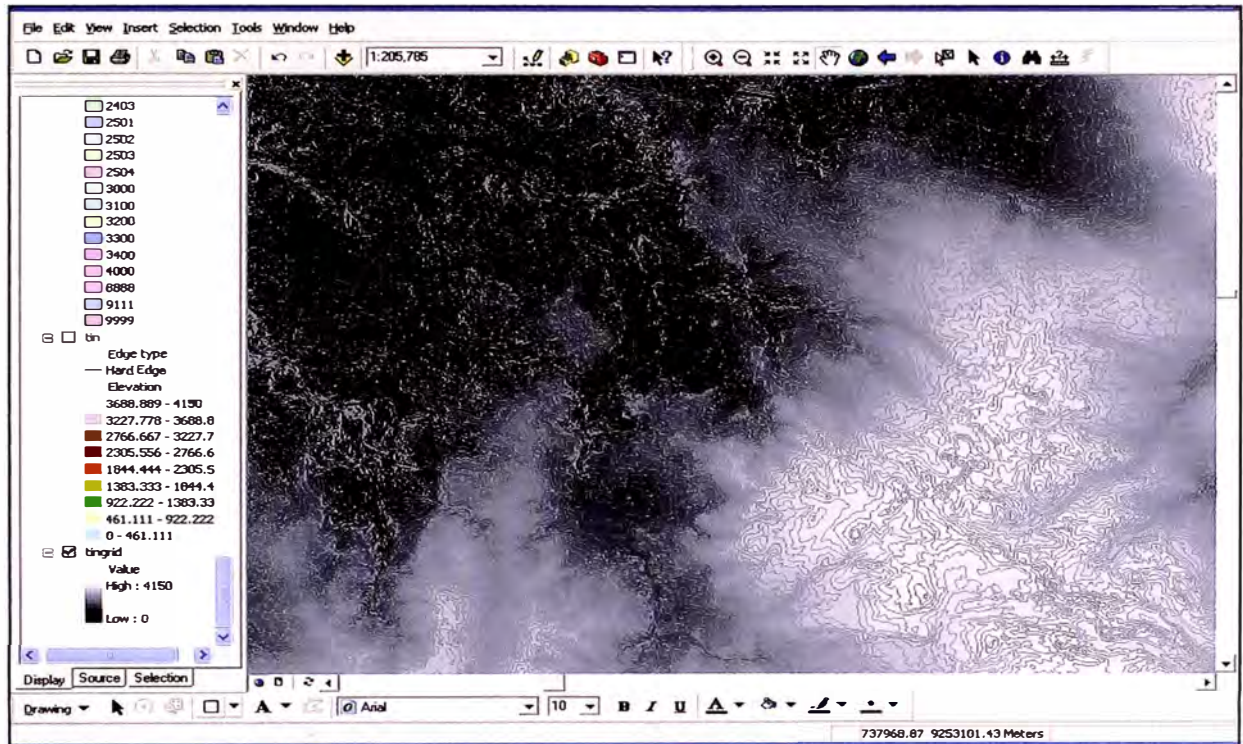 File Edit View Insert Selection Tools Window Help
1:205,785
2403
2501
2502
2503
2504
3000
3100
3200
3300
3400
4000
8888
9111
9999
tin
Edge type
Hard Edge
Elevation
3688.889 - 4150
3227.778 - 3688.8
2766.667 - 3227.7
2305.556 - 2766.6
1844.444 - 2305.5
1383.333 - 1844.4
922.222 - 1383.33
461.111 - 922.222
0 - 461.111
tingrid
Value
High : 4150
Low : 0
Display Source Selection
Drawing A Arial 10 B I U A
737968.87 9253101.43 Meters